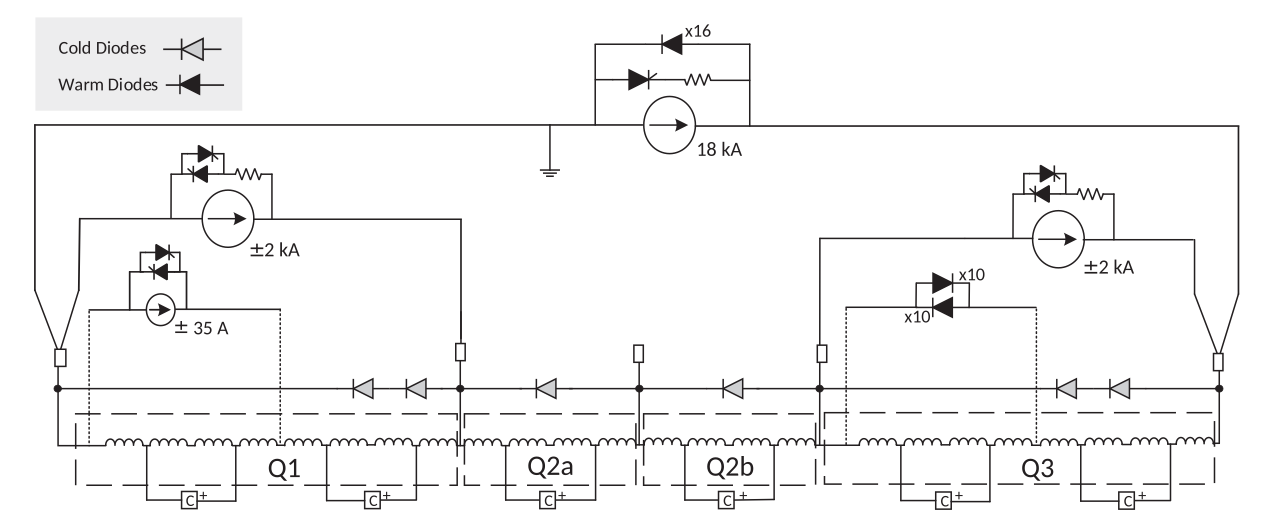 Cold Diodes
Warm Diodes
x16
18 kA
±2 kA
± 35 A
±2 kA
x10
x10
Q1
Q2a
Q2b
Q3
C +
C +
C +
C +
C +
C +